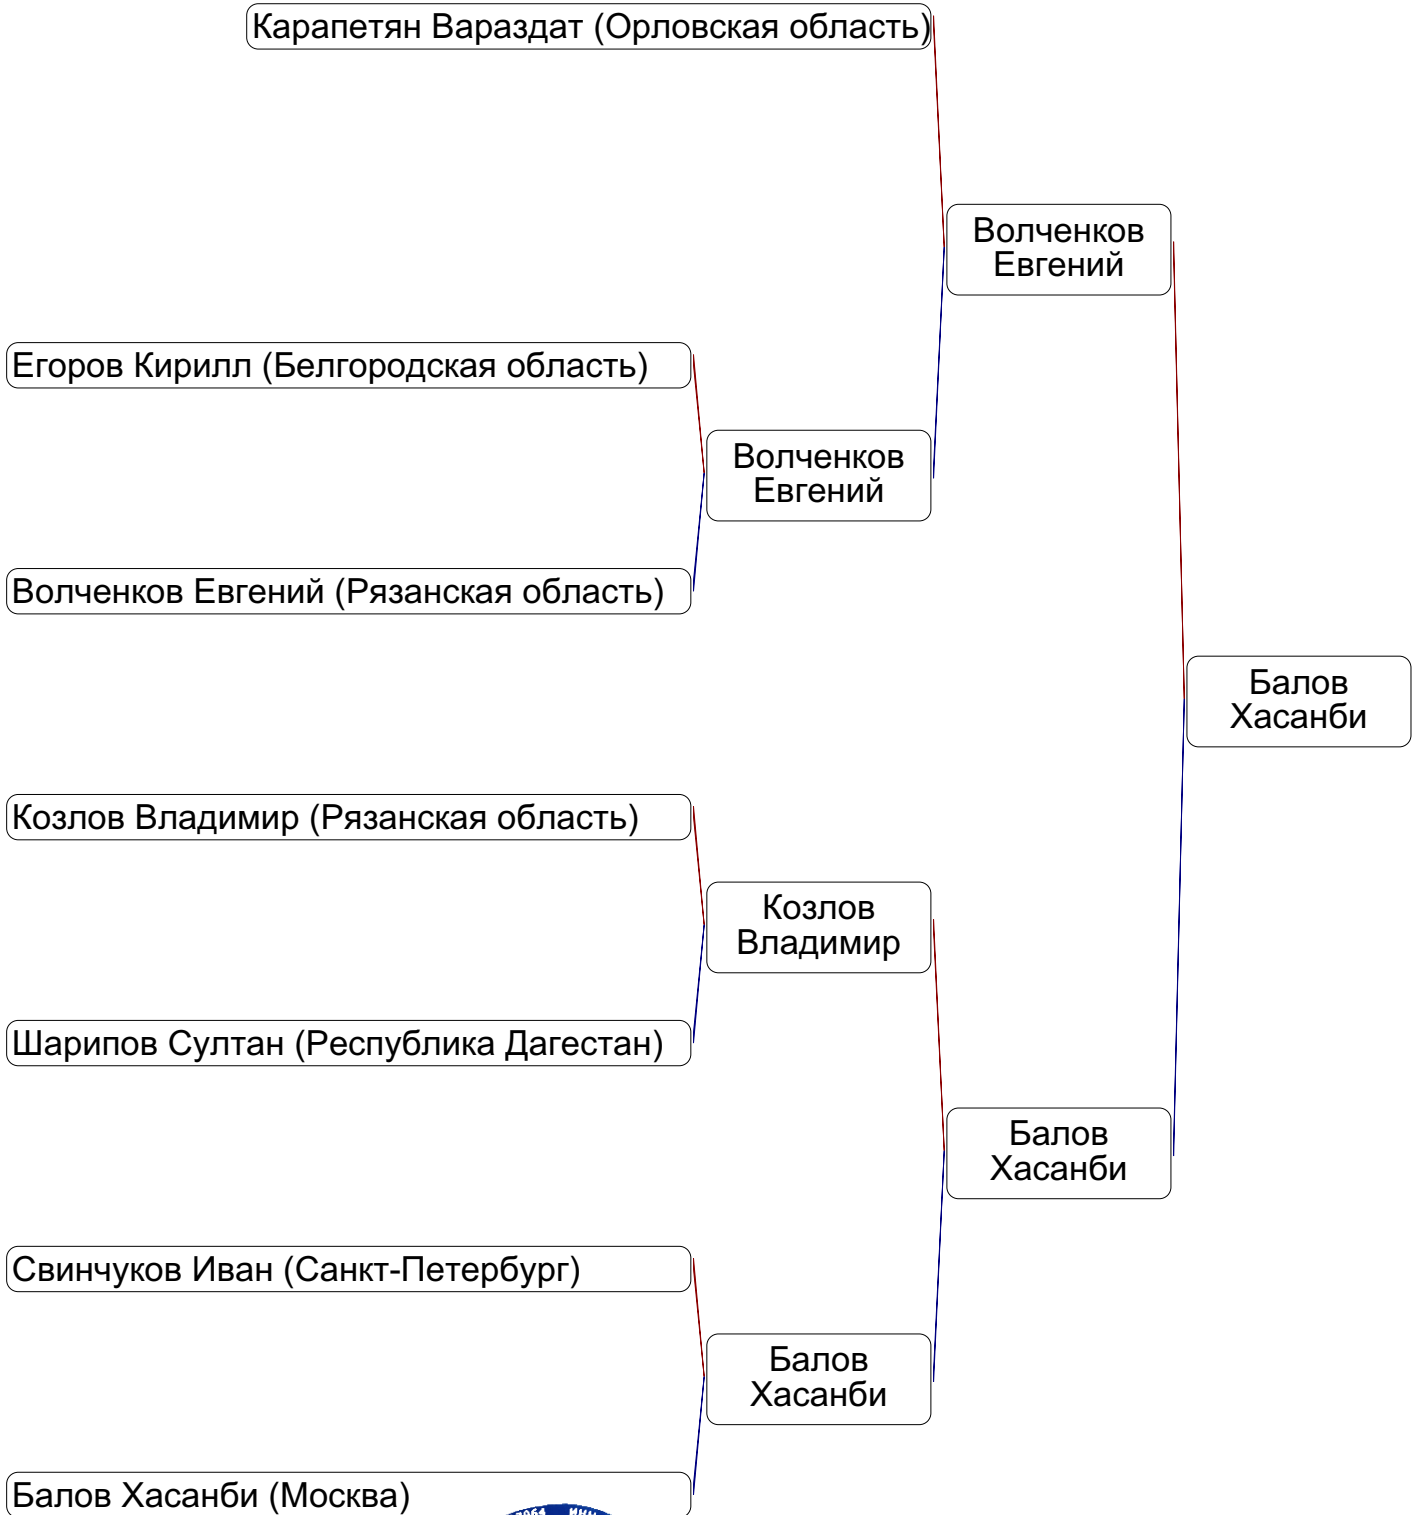 Карапетян Вараздат (Орловская область)
Волченков
Евгений
Егоров Кирилл (Белгородская область)
Волченков
Евгений
Волченков Евгений (Рязанская область)
Балов
Хасанби
Козлов Владимир (Рязанская область)
Козлов
Владимир
Шарипов Султан (Республика Дагестан)
Балов
Хасанби
Свинчуков Иван (Санкт-Петербург)
Балов
Хасанби
Балов Хасанби (Москва)